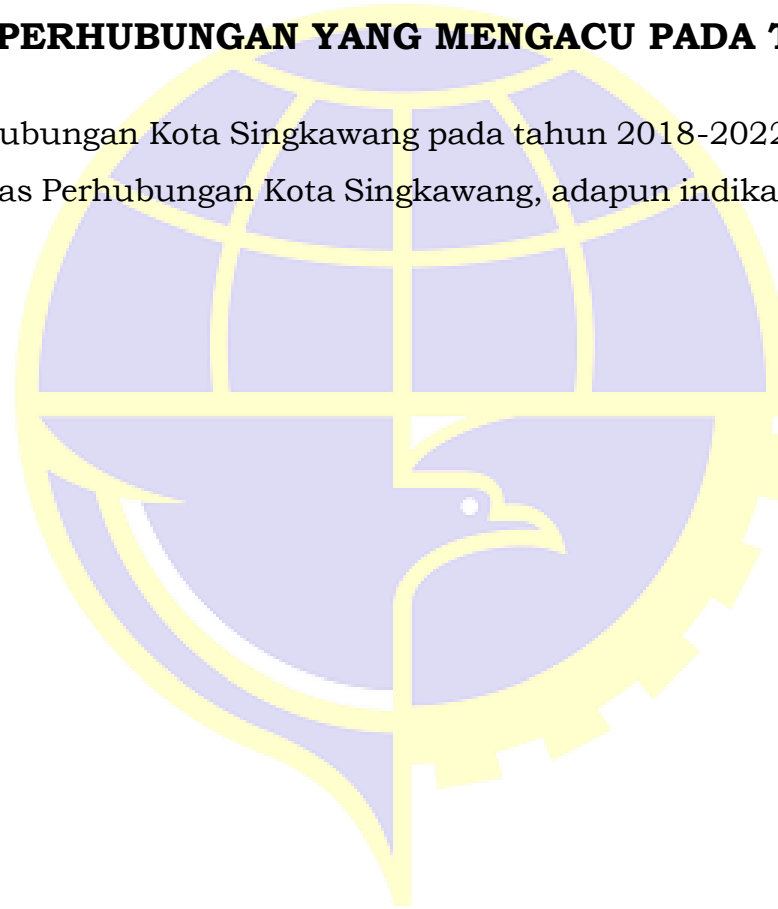 PERHUBUNGAN YANG MENGACU PADA T
ubungan Kota Singkawang pada tahun 2018-2022
as Perhubungan Kota Singkawang, adapun indika